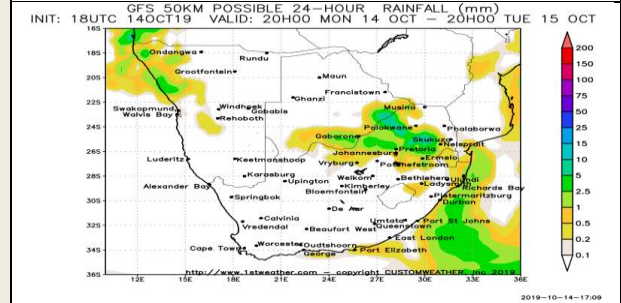 GFS 50KM POSSIBLE 24-HOUR RAINFALL (mm)
INIT: 18UTC 14OCT19 VALID: 20H00 MON 14 OCT - 20H00 TUE 15 OCT
16S
18S
20S
22S
24S
26S
28S
30S
32S
34S
36S
Ondangwa
Rundu
Grootfontein
Maun
Francistown
Ghanzi
Musina
Swakopmund
Windhoek
Gobabis
Walvis Bay
Rehoboth
Polokwane
Phalaborwa
Gaborone
Skukuza
Pretoria
Nelspruit
Johannesburg
Luderitz
Keetmanshoop
Vryburg
Potchefstroom
Ermelo
Karasburg
Upington
Welkom
Bethlehem
Ulundi
Alexander Bay
Kimberley
Ladysmith
Richards Bay
Springbok
Bloemfontein
Pietermaritzburg
Durban
De Aar
Calvinia
Umtata
Port St Johns
Vredendal
Beaufort West
Queenstown
East London
Cape Town
Worcester
Oudtshoorn
George
Port Elizabeth
http://www.1stweather.com - copyright CUSTOMWEATHER, Inc 2019
12E 15E 18E 21E 24E 27E 30E 33E 36E
200
150
100
75
50
25
15
10
5
2.5
1
0.5
0.2
0.1
2019-10-14-17:09